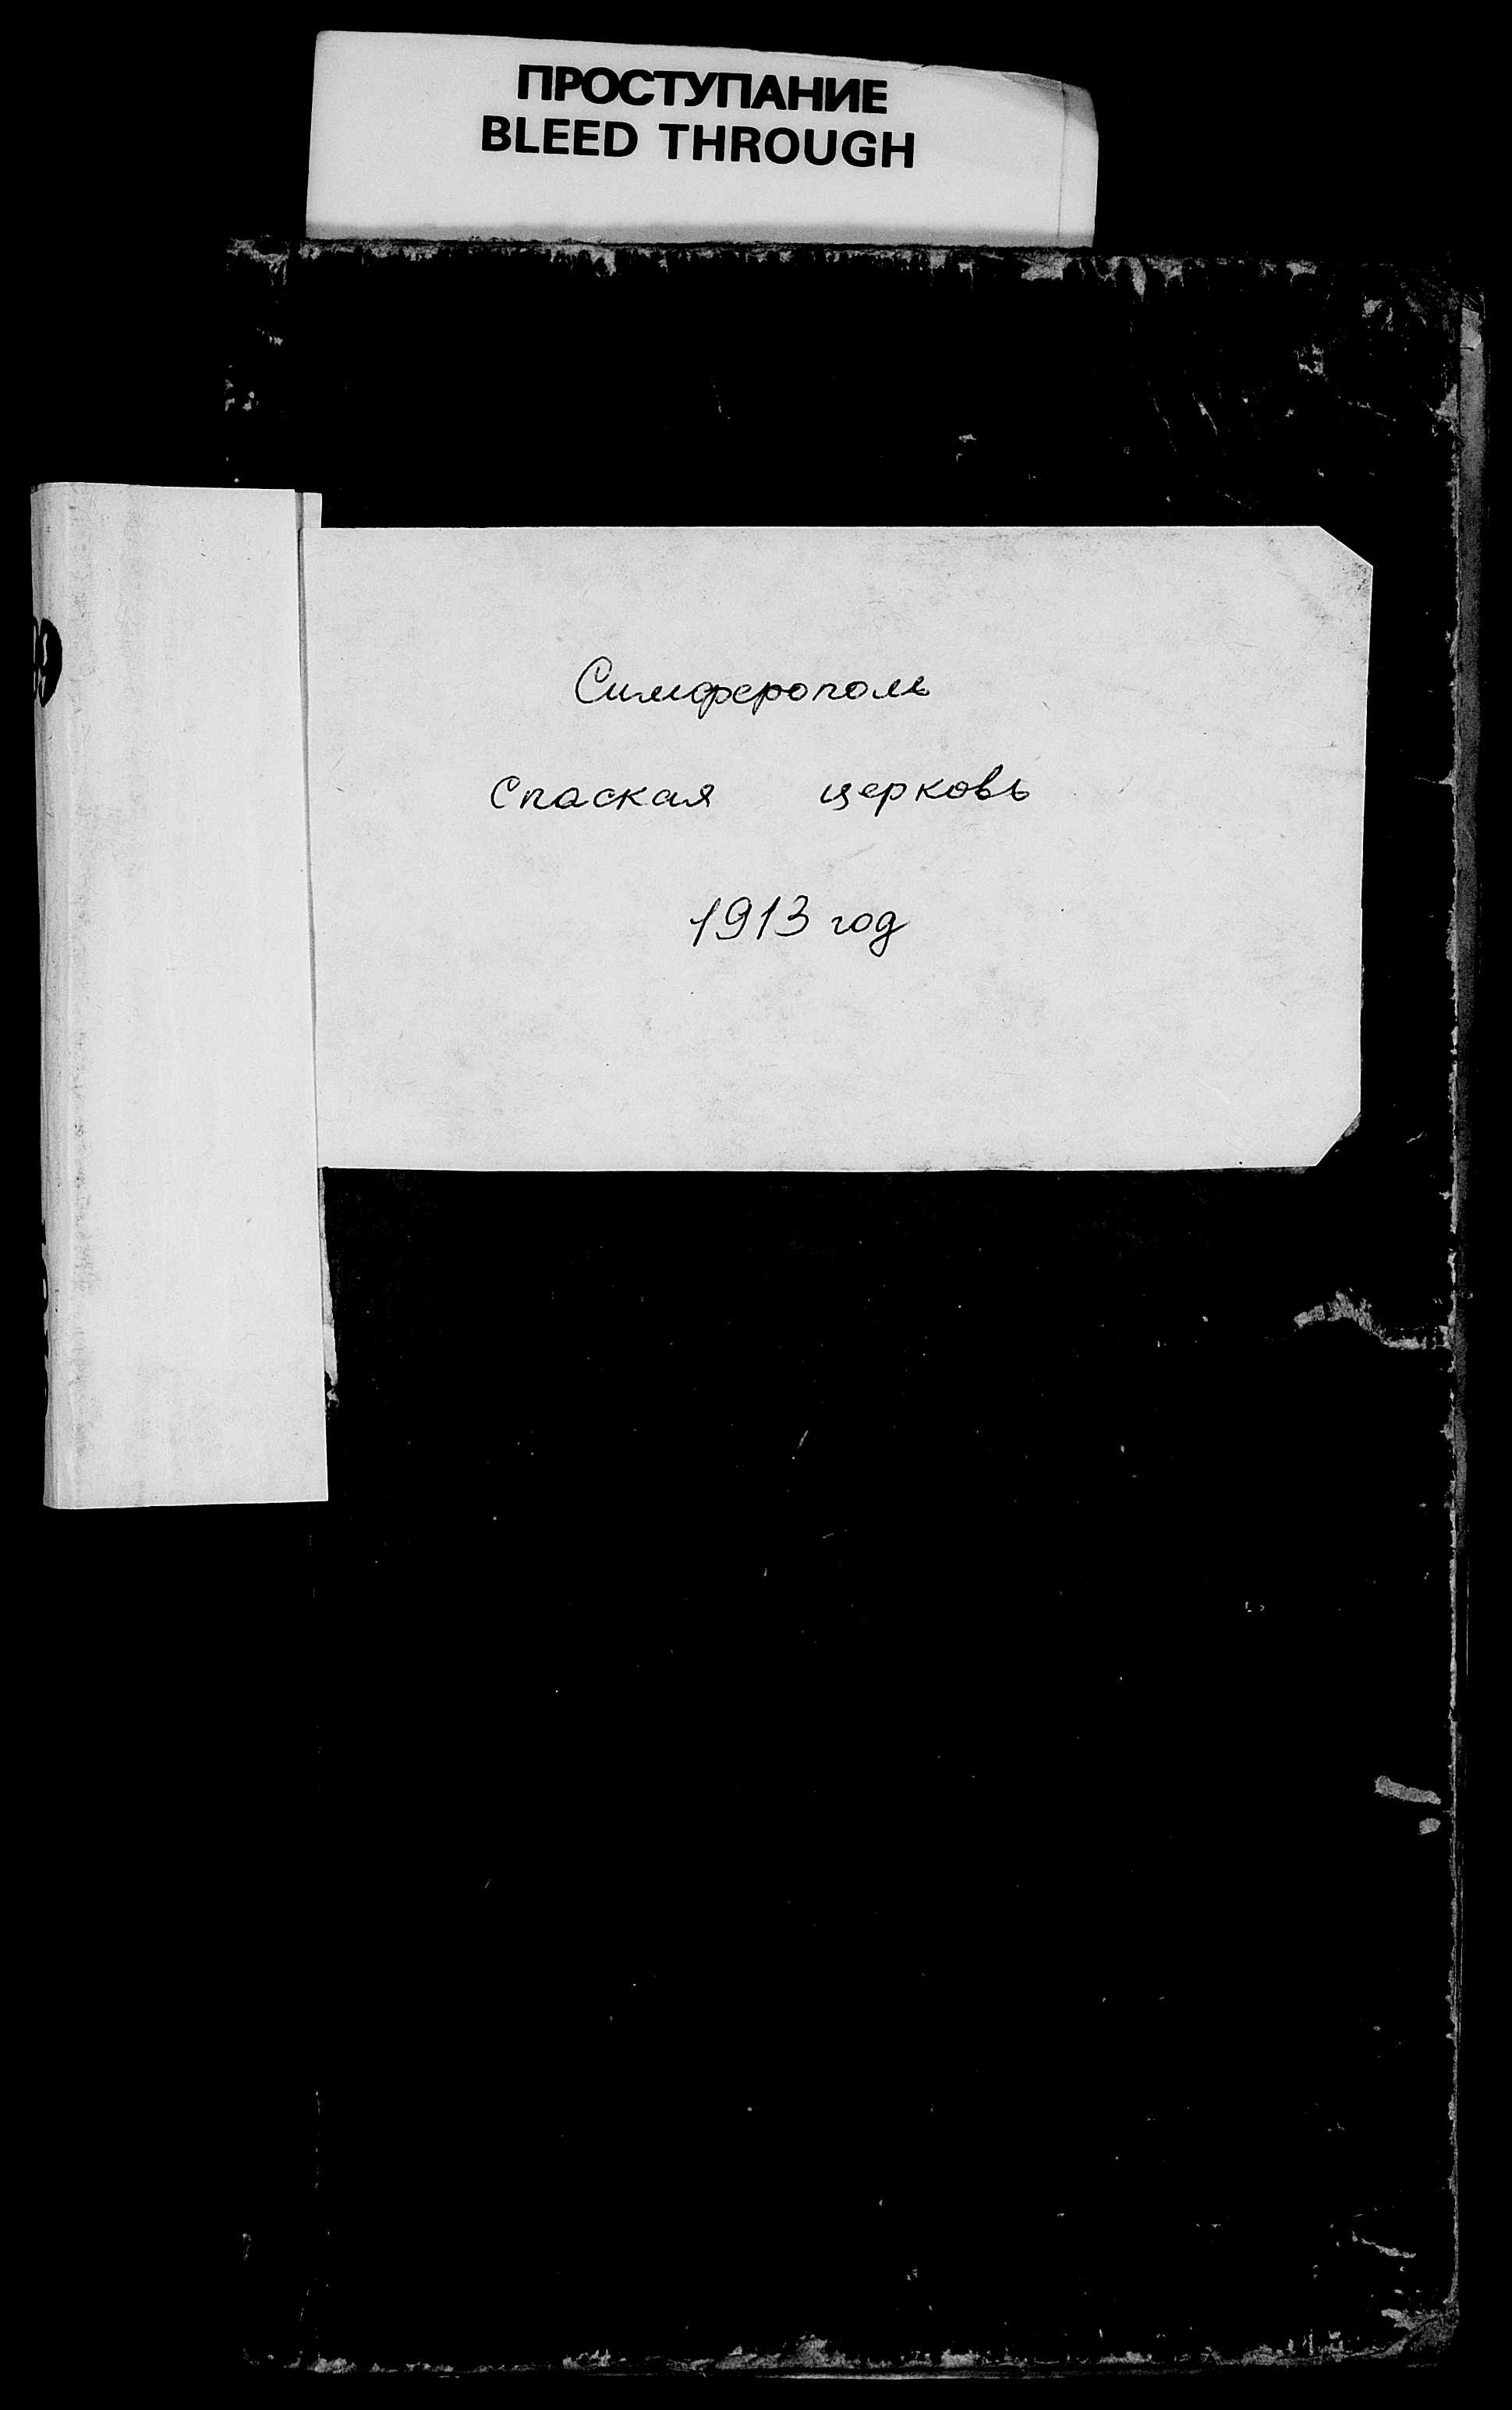 ПРОСТУПАНИЕ
BLEED THROUGH
Симферополь
Спаская церковь
1913 год